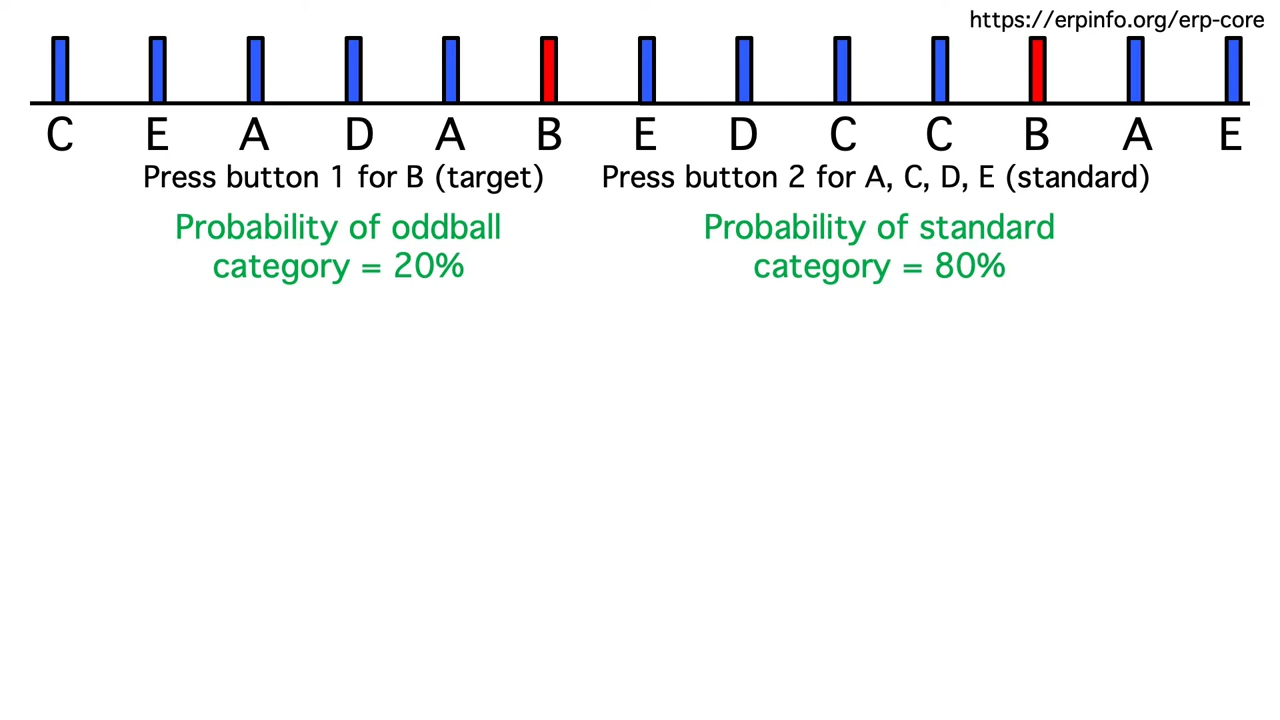 https://erpinfo.org/erp-core
C E A D A B E D C C B A E
Press button 1 for B (target) Press button 2 for A, C, D, E (standard)
Probability of oddball
category = 20%
Probability of standard
category = 80%